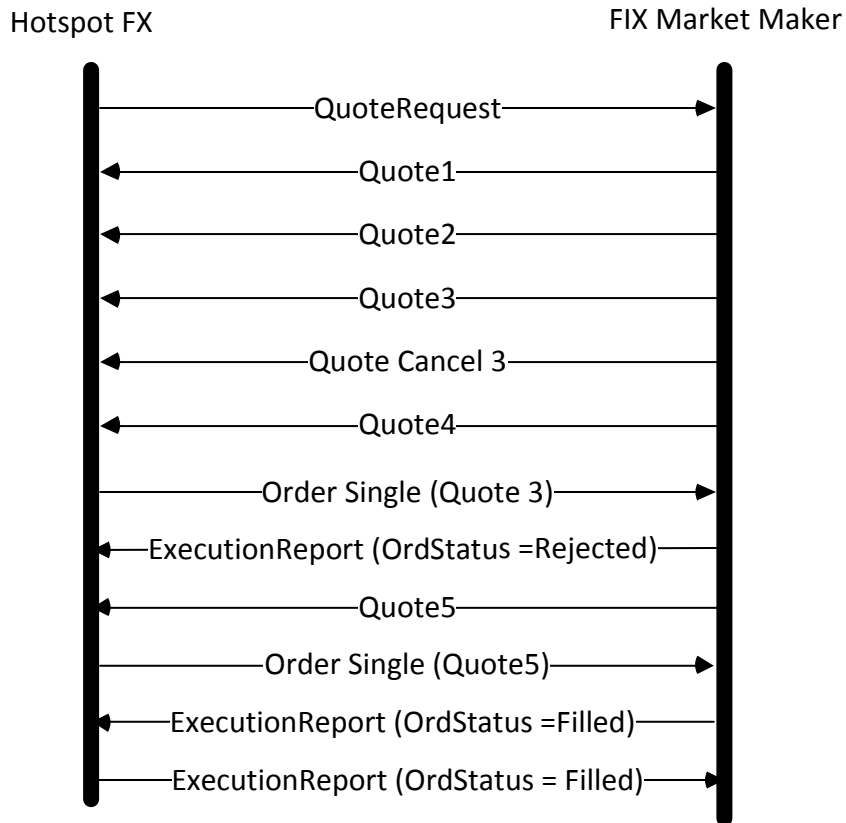 Hotspot FX
FIX Market Maker
QuoteRequest
Quote1
Quote2
Quote3
Quote Cancel 3
Quote4
Order Single (Quote 3)
ExecutionReport (OrdStatus =Rejected)
Quote5
Order Single (Quote5)
ExecutionReport (OrdStatus =Filled)
ExecutionReport (OrdStatus = Filled)